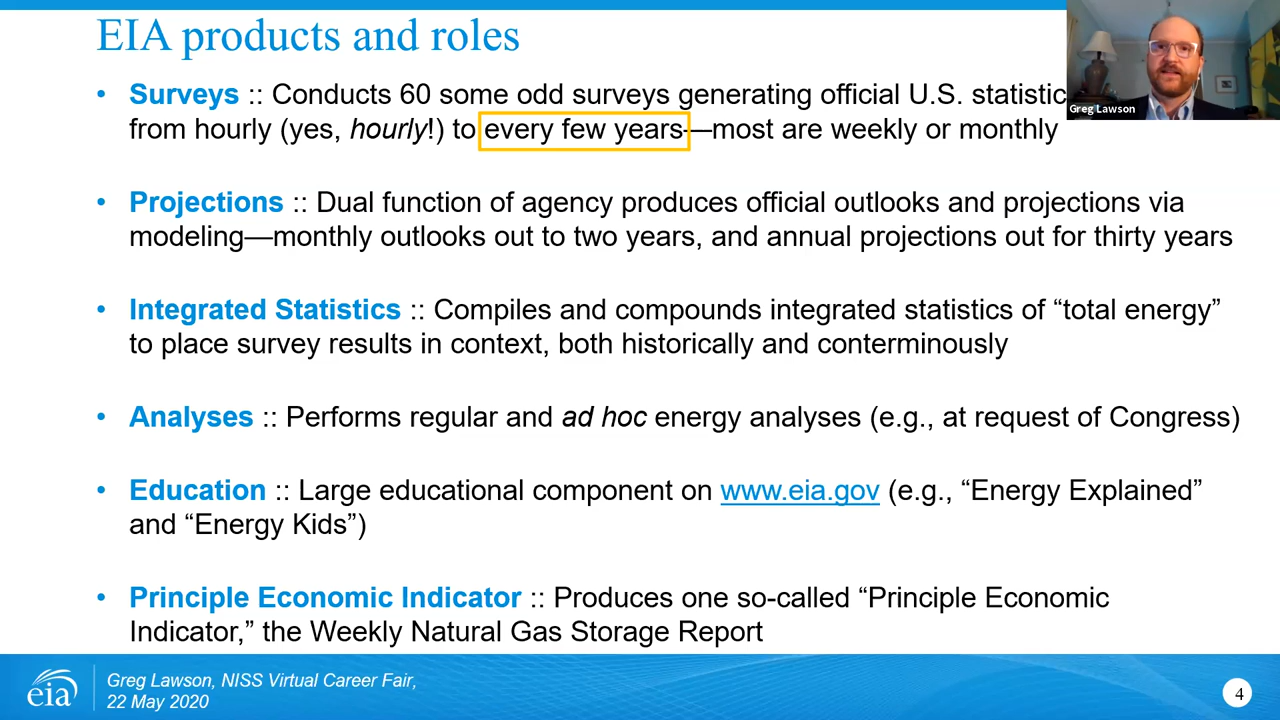 EIA products and roles
• Surveys :: Conducts 60 some odd surveys generating official U.S. statistic
from hourly (yes, hourly!) to every few years—most are weekly or monthly
Greg Lawson
• Projections :: Dual function of agency produces official outlooks and projections via
modeling—monthly outlooks out to two years, and annual projections out for thirty years
• Integrated Statistics :: Compiles and compounds integrated statistics of “total energy”
to place survey results in context, both historically and conterminously
• Analyses :: Performs regular and ad hoc energy analyses (e.g., at request of Congress)
• Education :: Large educational component on www.eia.gov (e.g., “Energy Explained”
and “Energy Kids”)
• Principle Economic Indicator :: Produces one so-called “Principle Economic
Indicator,” the Weekly Natural Gas Storage Report
eia
Greg Lawson, NISS Virtual Career Fair,
22 May 2020
4